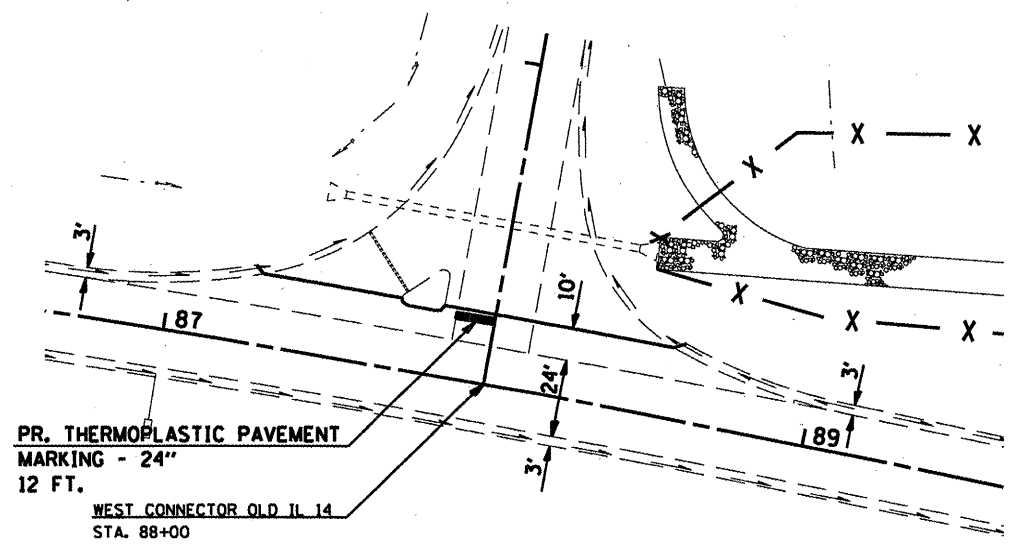 3'
87
10'
24'
3'
3'
89
PR. THERMOPLASTIC PAVEMENT
MARKING - 24"
12 FT.
WEST CONNECTOR OLD IL 14
STA. 88+00
X
X
X
X
X
X
X